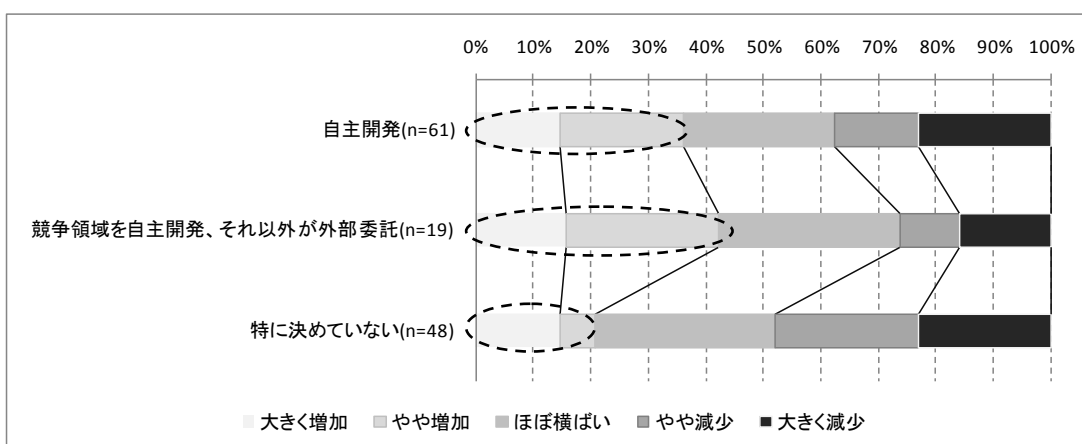 0% 10% 20% 30% 40% 50% 60% 70% 80% 90% 100%
自主開発(n=61)
競争領域を自主開発、それ以外が外部委託(n=19)
特に決めていない(n=48)
大きく増加 やや増加 ほぼ横ばい やや減少 大きく減少